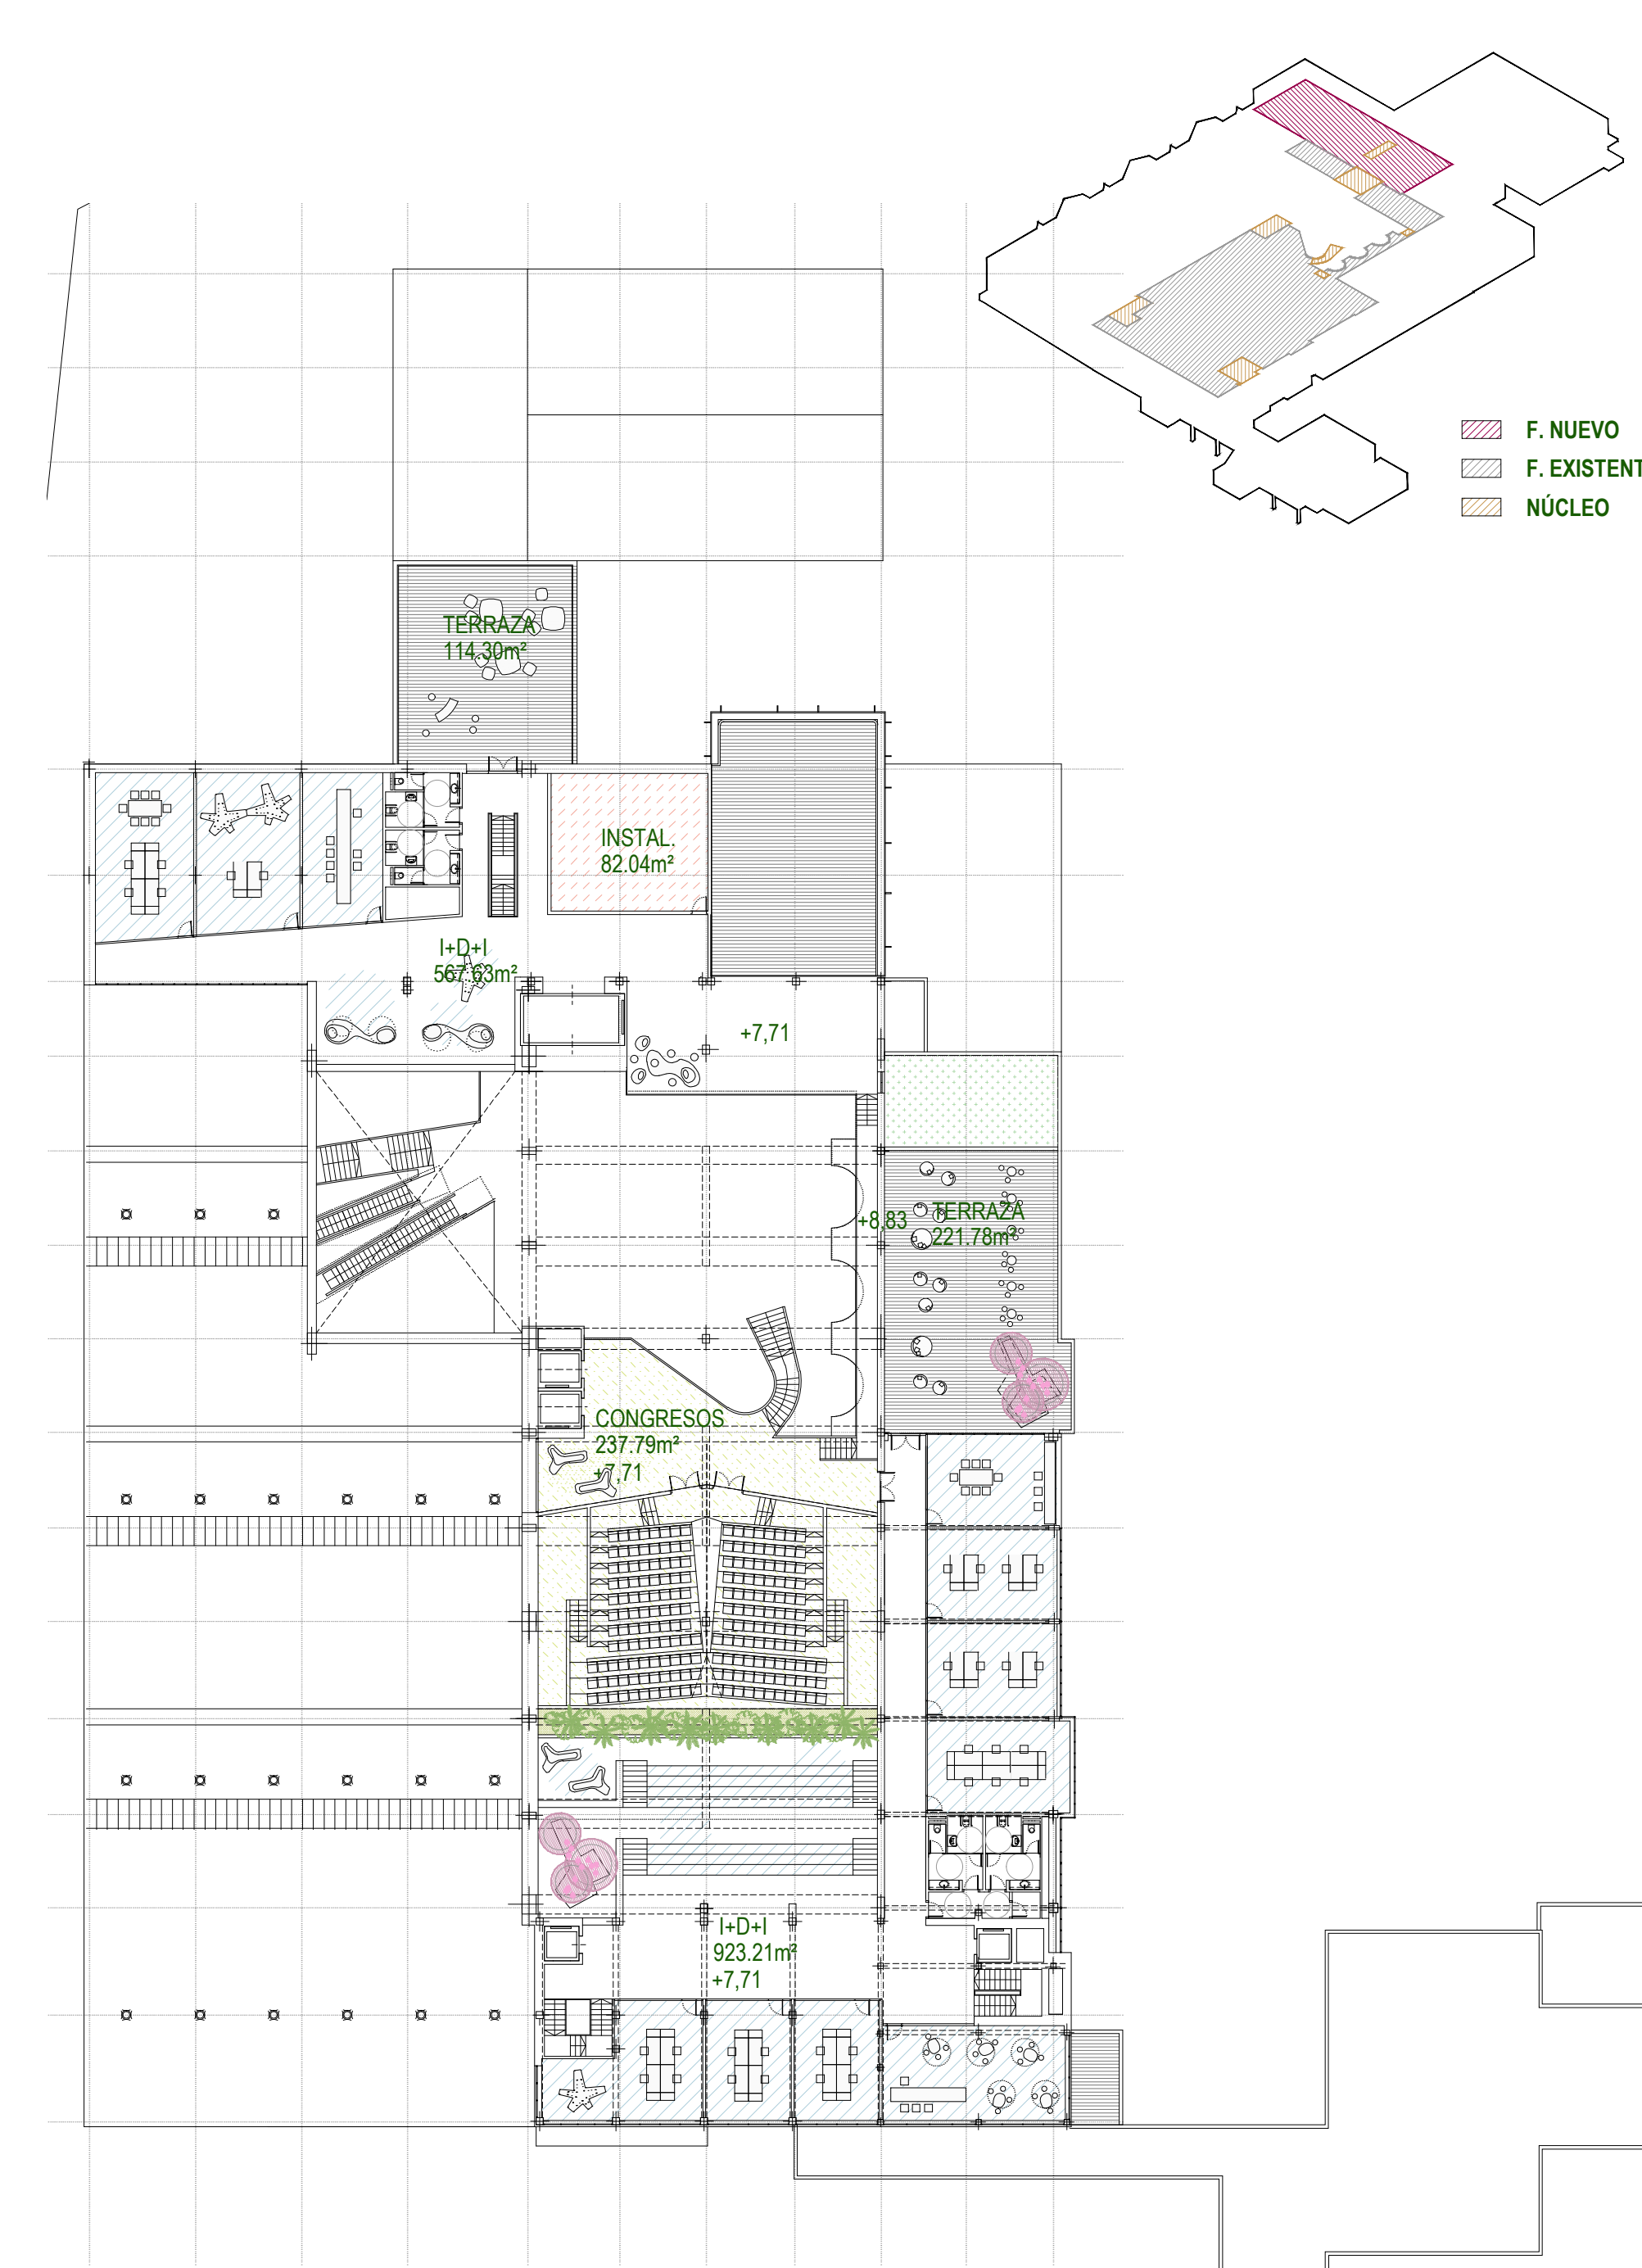 F. NUEVO
F. EXISTENT
NÚCLEO
TERRAZA
114.30m²
INSTAL.
82.04m²
I+D+I
567.63m²
+7,71
+8,83
TERRAZA
221.78m²
CONGRESOS
237.79m²
+7,71
I+D+I
923.21m²
+7,71